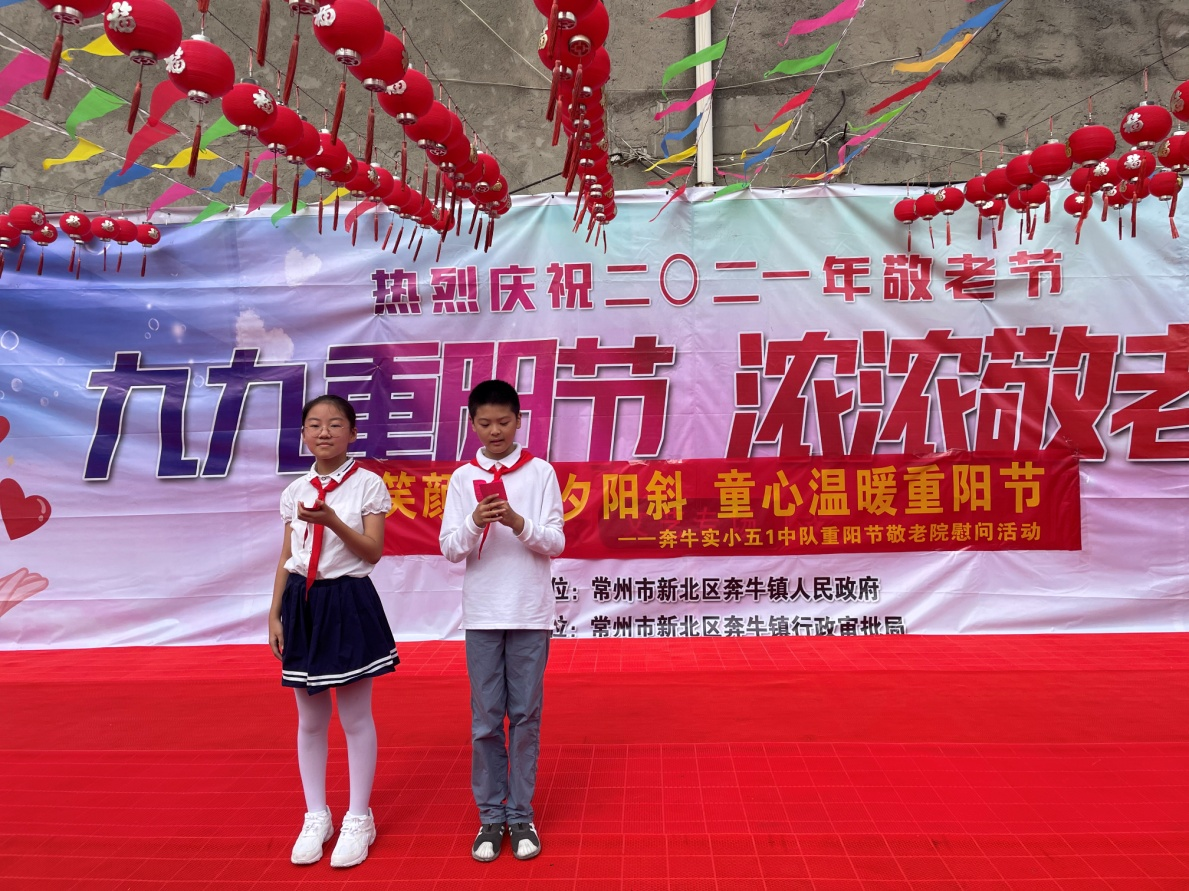 热烈庆祝二〇二一年敬老节
九九重阳节 浓浓敬老
笑颜 夕阳斜 童心温暖重阳节
——奔牛实小五1中队重阳节敬老院慰问活动
位：常州市新北区奔牛镇人民政府
位：常州市新北区奔牛镇行政审批局